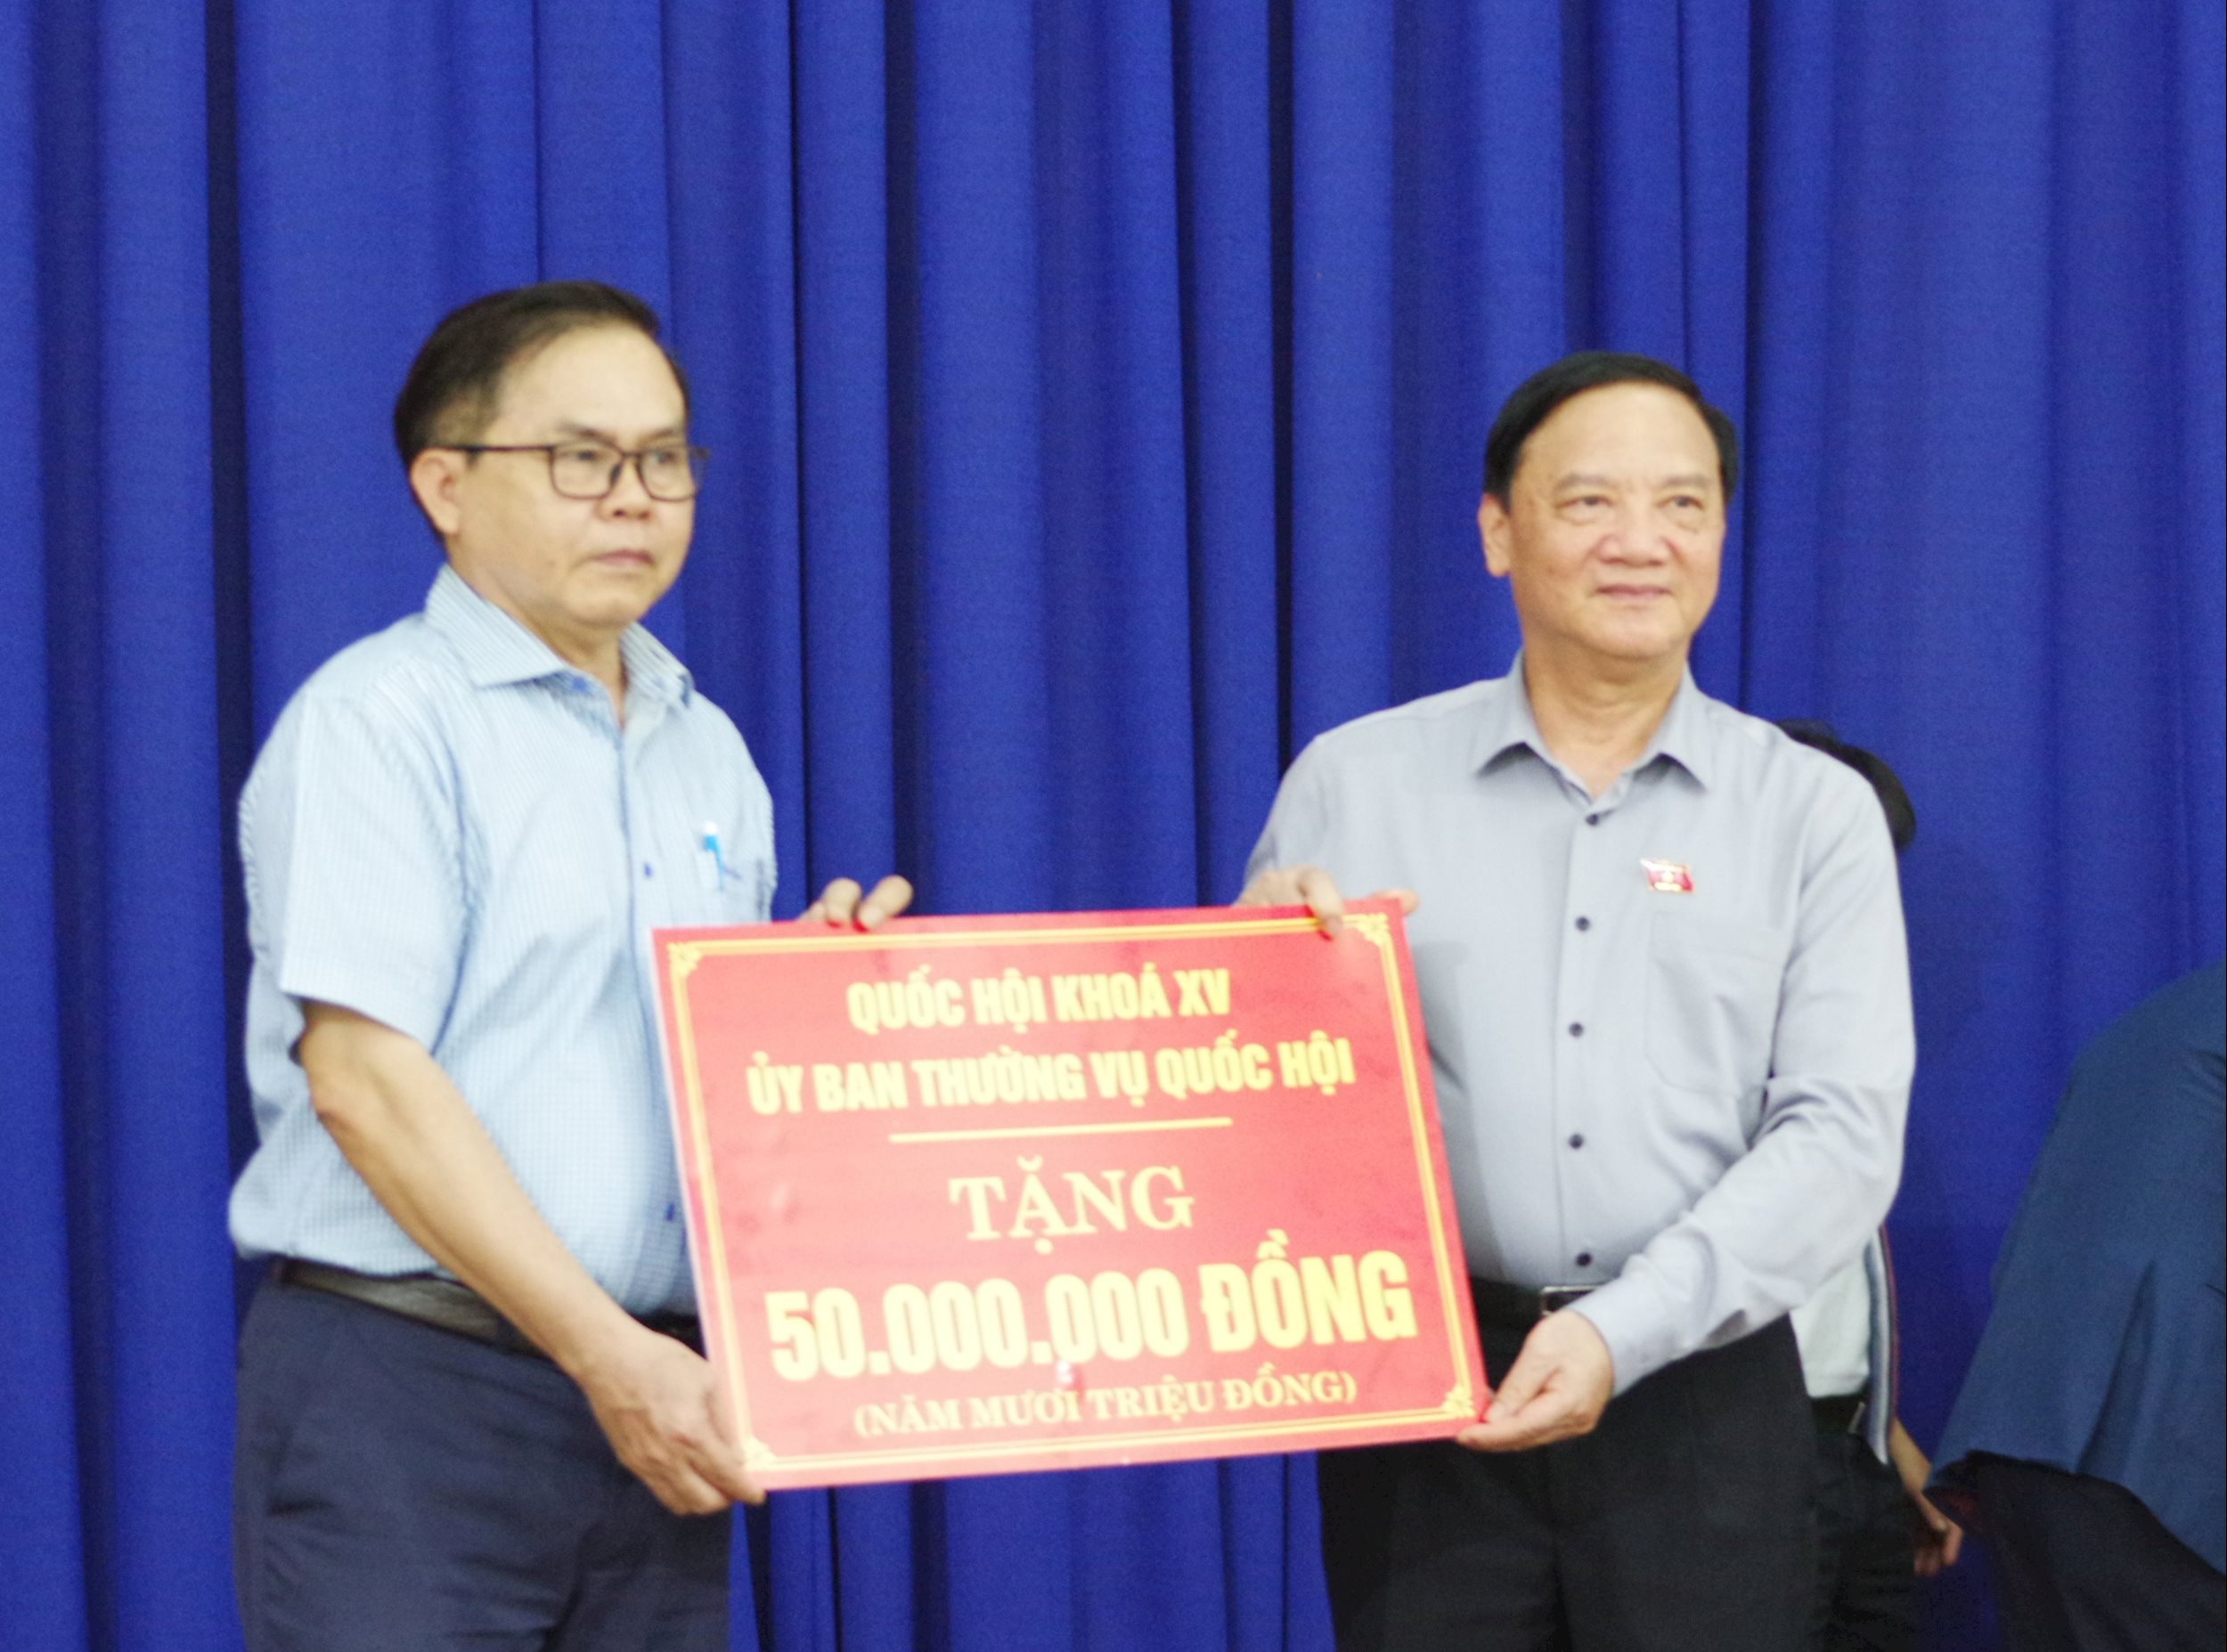 QUỐC HỘI KHOÁ XV
ỦY BAN THƯỜNG VỤ QUỐC HỘI
TẶNG
50.000.000 ĐỒNG
(NĂM MƯƠI TRIỆU ĐỒNG)